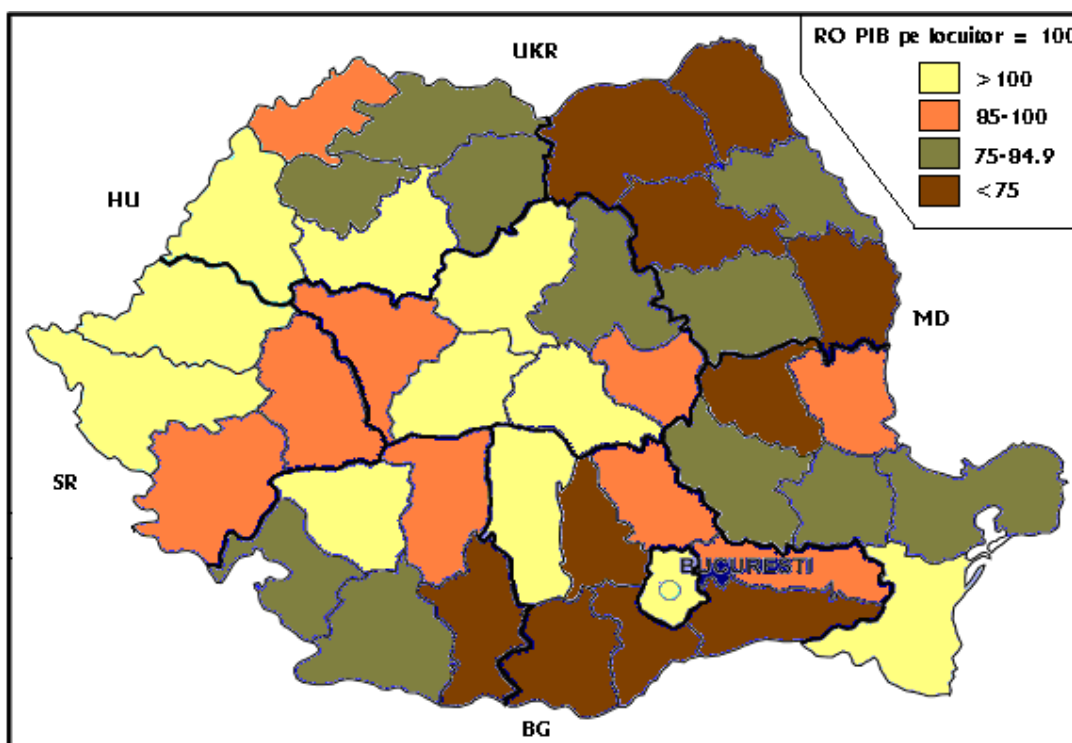 UKR
RO PIB pe locuitor = 100
> 100
85-100
75-84.9
< 75
HU
MD
SR
BUCURESTI
BG